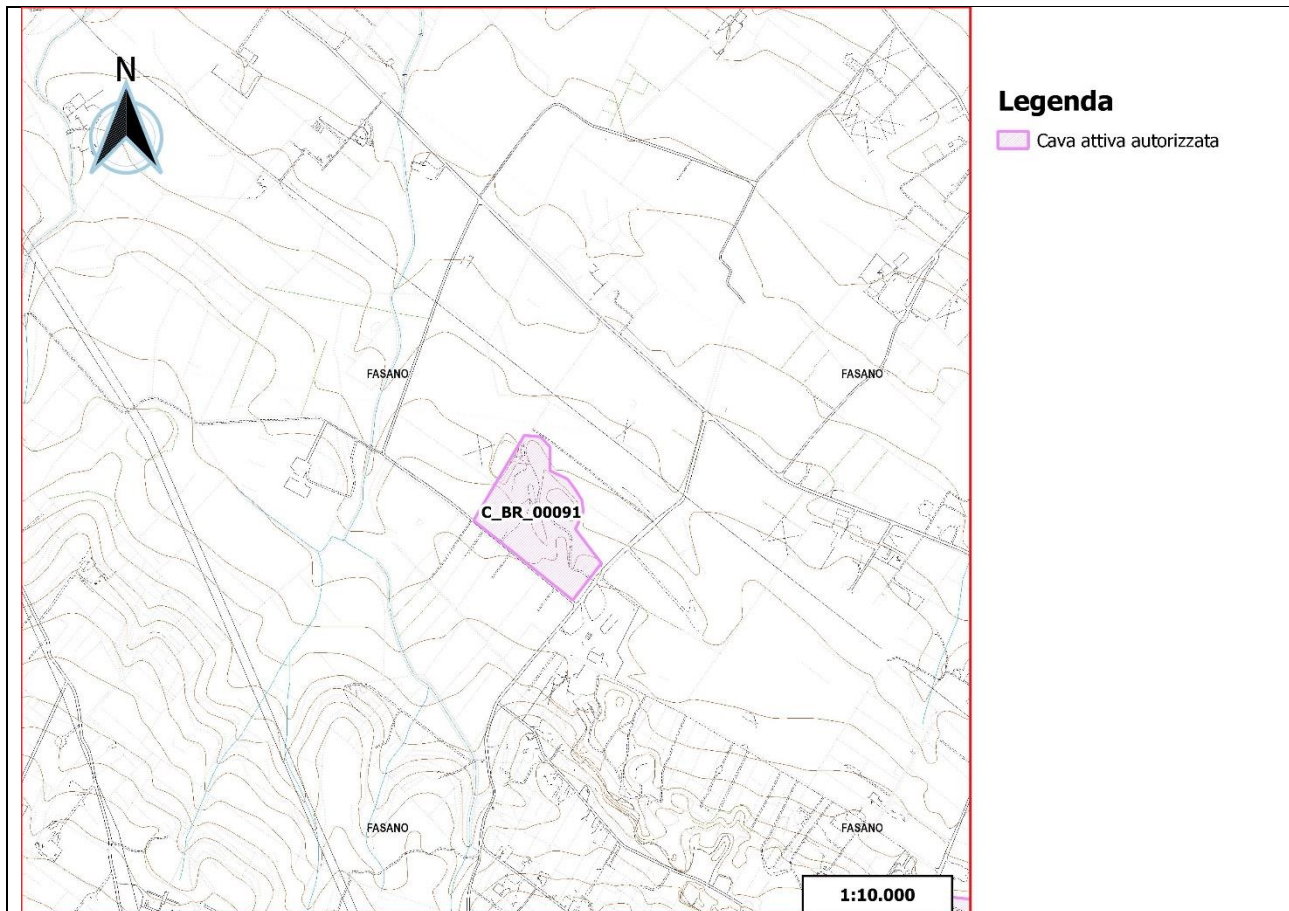 N
Legenda
Cava attiva autorizzata
FASANO
FASANO
C_BR_00091
FASANO
FASANO
1:10.000